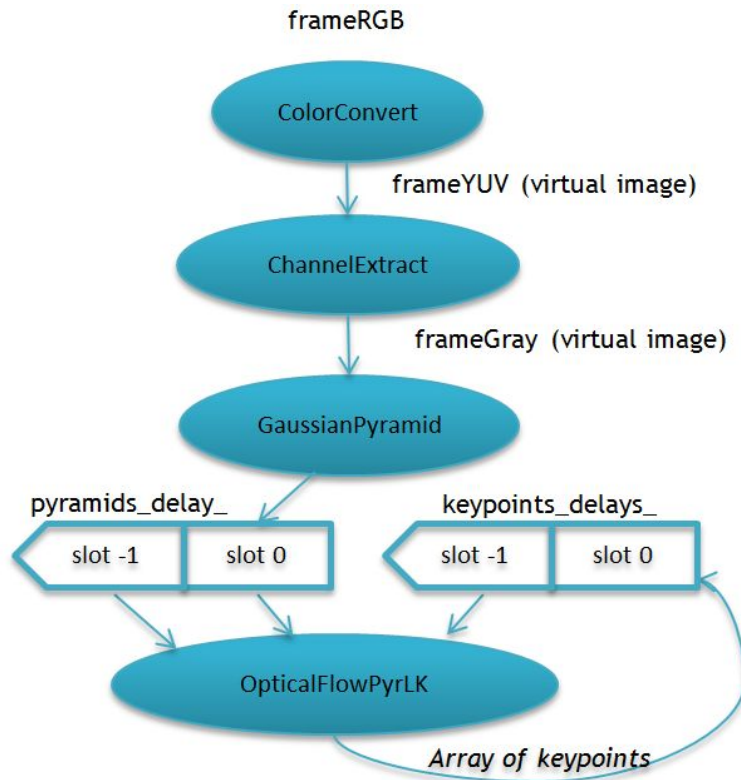 frameRGB
ColorConvert
frameYUV (virtual image)
ChannelExtract
frameGray (virtual image)
GaussianPyramid
pyramids_delay_
keypoints_delays_
slot -1
slot 0
slot -1
slot 0
OpticalFlowPyrLK
Array of keypoints